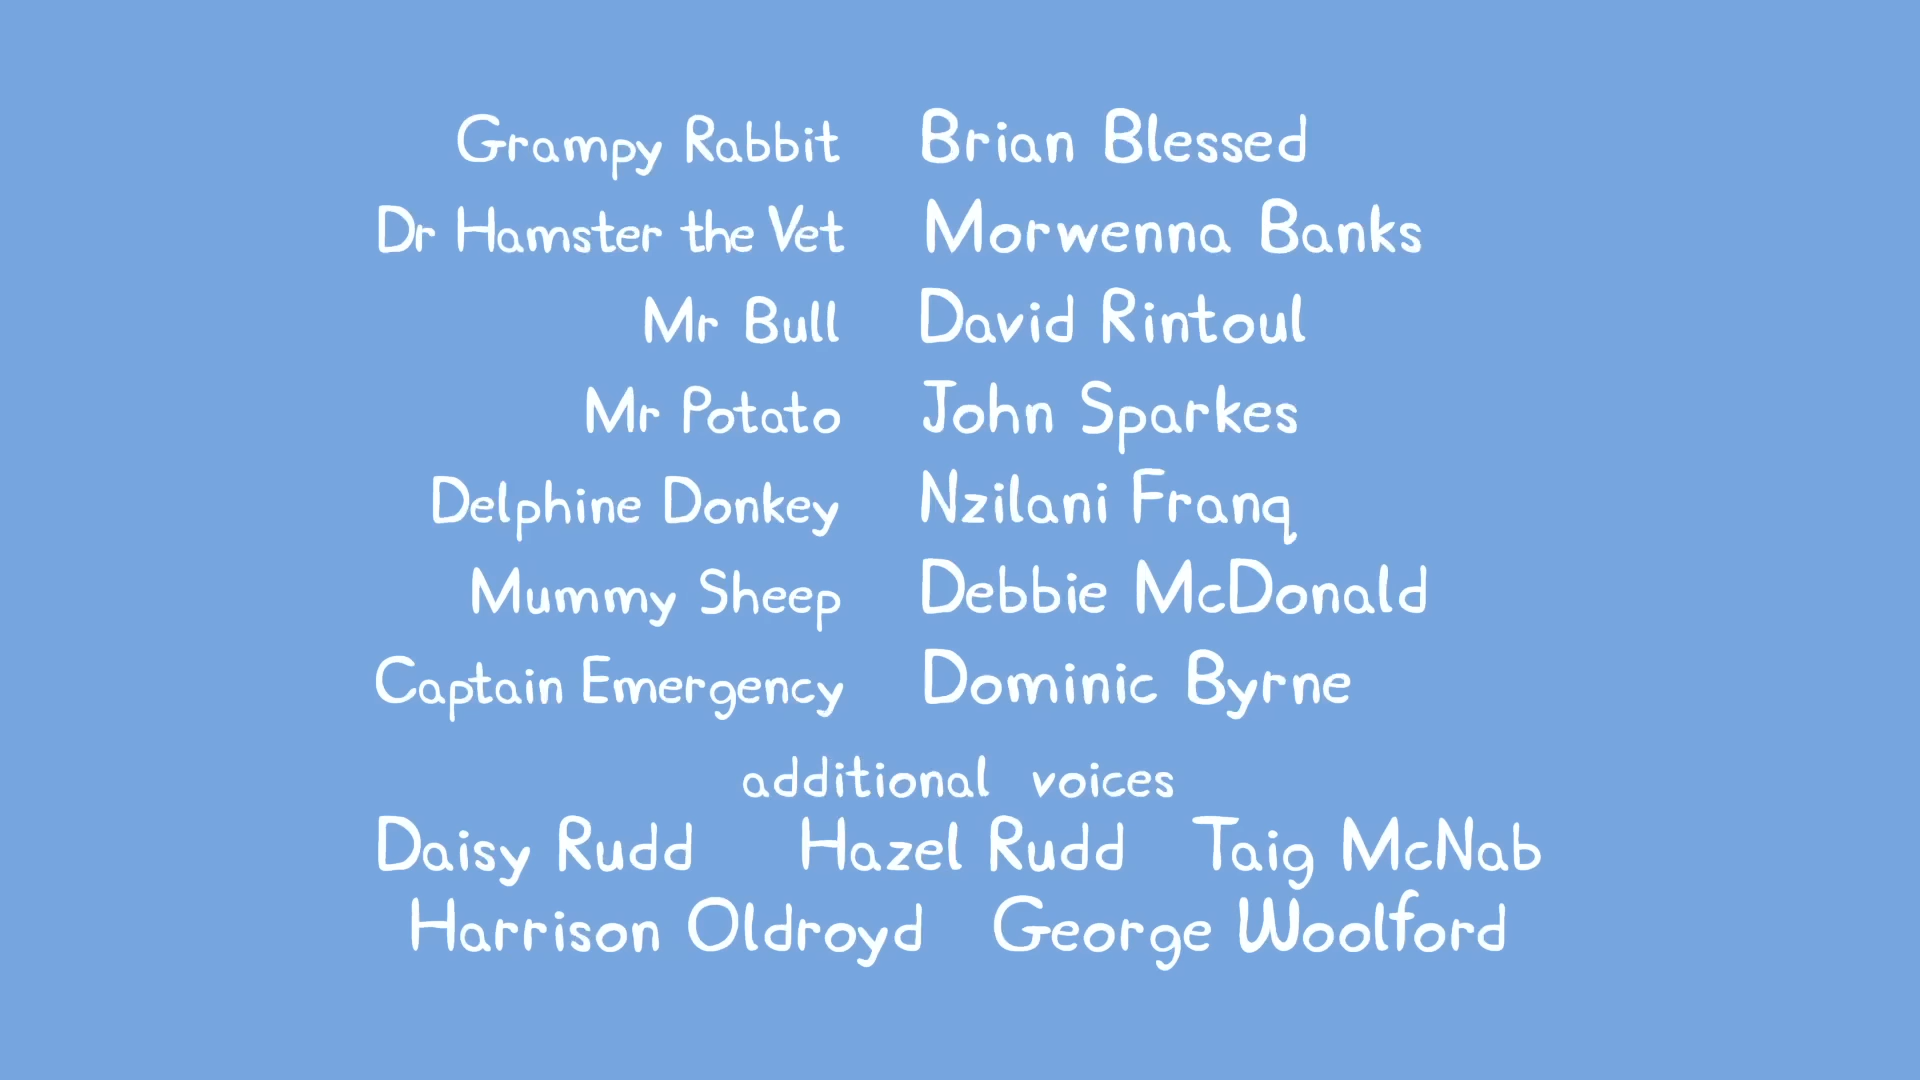 Grampy Rabbit Brian Blessed
Dr Hamster the Vet Morwenna Banks
Mr Bull David Rintoul
Mr Potato John Sparkes
Delphine Donkey Nzilani Franq
Mummy Sheep Debbie McDonald
Captain Emergency Dominic Byrne
additional voices
Daisy Rudd Hazel Rudd Taig McNab
Harrison Oldroyd George Woolford